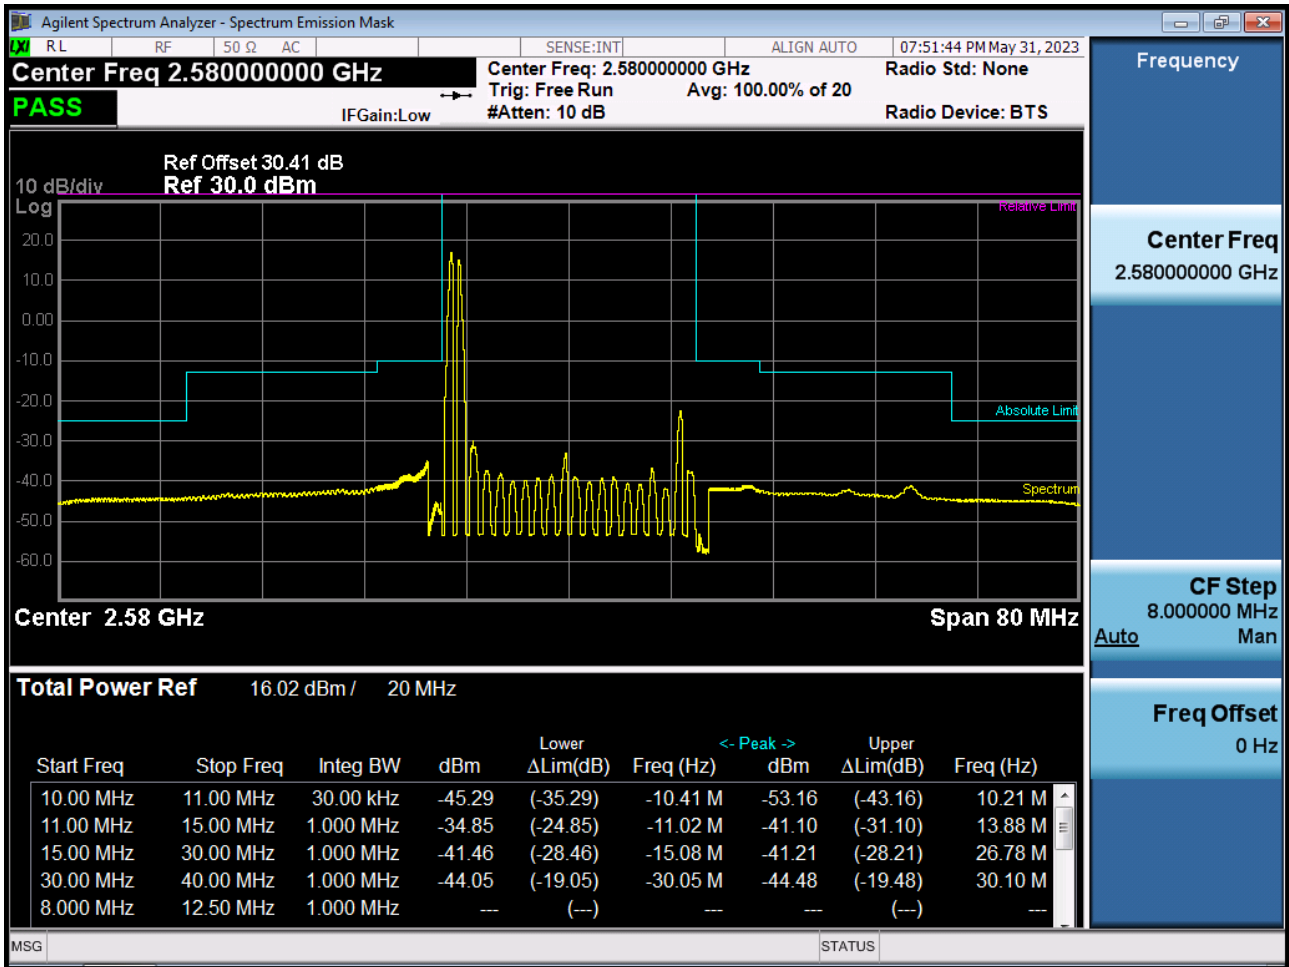 Agilent Spectrum Analyzer - Spectrum Emission Mask
LXI RL RF 50 Ω AC SENSE:INT ALIGN AUTO 07:51:44 PM May 31, 2023
Center Freq 2.580000000 GHz
Center Freq: 2.580000000 GHz Radio Std: None
Trig: Free Run Avg: 100.00% of 20
PASS
IFGain:Low #Atten: 10 dB Radio Device: BTS
Ref Offset 30.41 dB
10 dB/div Ref 30.0 dBm
Log
Relative Limit
20.0
10.0
0.00
-10.0
-20.0
Absolute Limit
-30.0
-40.0
Spectrum
-50.0
-60.0
Center 2.58 GHz Span 80 MHz
Total Power Ref 16.02 dBm / 20 MHz
Lower <- Peak -> Upper
Start Freq Stop Freq Integ BW dBm ΔLim(dB) Freq (Hz) dBm ΔLim(dB) Freq (Hz)
10.00 MHz 11.00 MHz 30.00 kHz -45.29 (-35.29) -10.41 M -53.16 (-43.16) 10.21 M
11.00 MHz 15.00 MHz 1.000 MHz -34.85 (-24.85) -11.02 M -41.10 (-31.10) 13.88 M
15.00 MHz 30.00 MHz 1.000 MHz -41.46 (-28.46) -15.08 M -41.21 (-28.21) 26.78 M
30.00 MHz 40.00 MHz 1.000 MHz -44.05 (-19.05) -30.05 M -44.48 (-19.48) 30.10 M
8.000 MHz 12.50 MHz 1.000 MHz --- (---) --- --- (---) ---
MSG STATUS
Frequency
Center Freq
2.580000000 GHz
CF Step
8.000000 MHz
Auto Man
Freq Offset
0 Hz